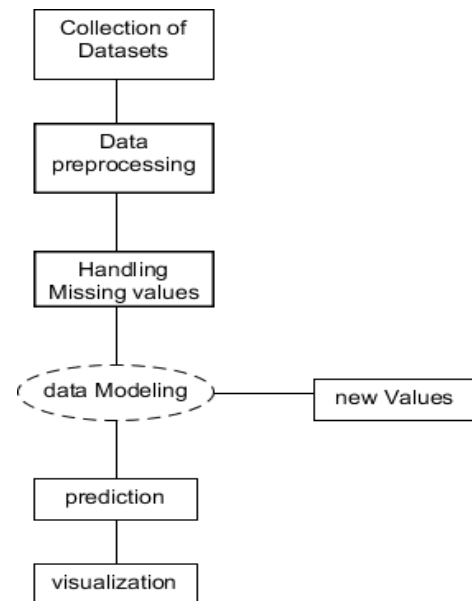 Collection of
Datasets
Data
preprocessing
Handling
Missing values
data Modeling
new Values
prediction
visualization